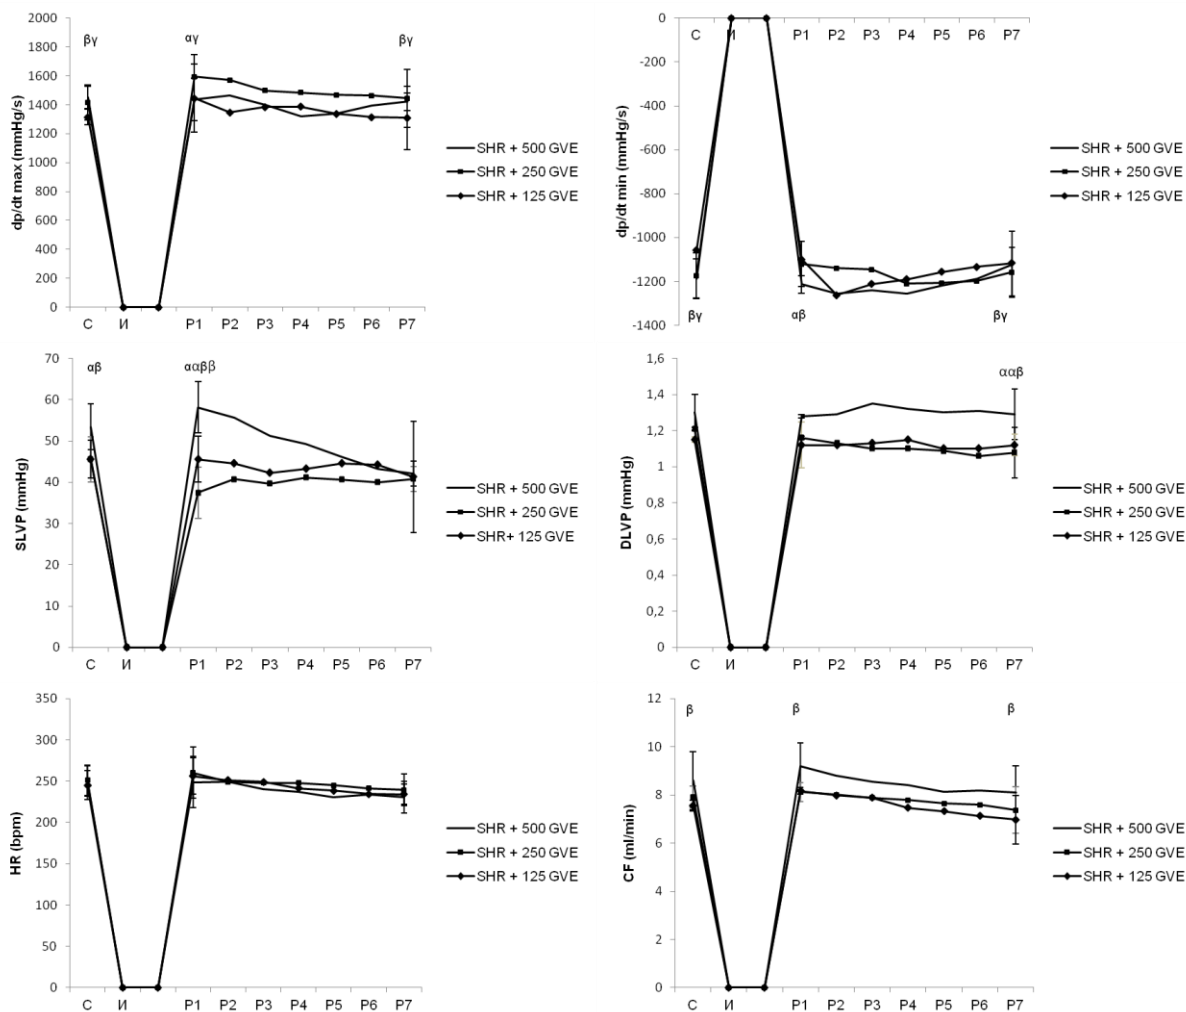 dp/dt max (mmHg/s)
2000
1800
1600
1400
1200
1000
800
600
400
200
0
βγ
αγ
βγ
С И P1 P2 P3 P4 P5 P6 P7
SHR + 500 GVE
SHR + 250 GVE
SHR + 125 GVE
dp/dt min (mmHg/s)
0
-200
-400
-600
-800
-1000
-1200
-1400
С И P1 P2 P3 P4 P5 P6 P7
βγ
αβ
βγ
SHR + 500 GVE
SHR + 250 GVE
SHR + 125 GVE
SLVP (mmHg)
70
60
50
40
30
20
10
0
αβ
ααββ
С И P1 P2 P3 P4 P5 P6 P7
SHR + 500 GVE
SHR + 250 GVE
SHR+ 125 GVE
DLVP (mmHg)
1,6
1,4
1,2
1
0,8
0,6
0,4
0,2
0
ααβ
С И P1 P2 P3 P4 P5 P6 P7
SHR + 500 GVE
SHR + 250 GVE
SHR + 125 GVE
HR (bpm)
350
300
250
200
150
100
50
0
С И P1 P2 P3 P4 P5 P6 P7
SHR + 500 GVE
SHR + 250 GVE
SHR + 125 GVE
CF (ml/min)
12
10
8
6
4
2
0
β
β
β
С И P1 P2 P3 P4 P5 P6 P7
SHR + 500 GVE
SHR + 250 GVE
SHR + 125 GVE